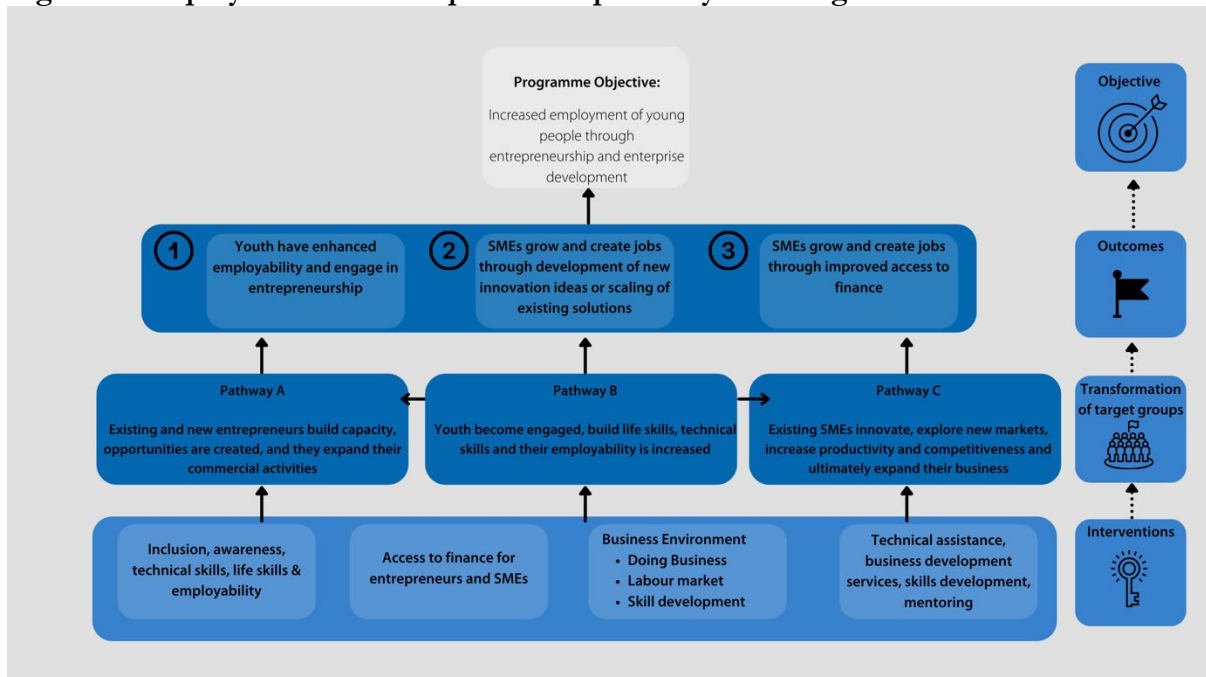 Programme Objective:
Increased employment of young
people through
entrepreneurship and enterprise
development
Objective
1
Youth have enhanced
employability and engage in
entrepreneurship
2
SMEs grow and create jobs
through development of new
innovation ideas or scaling of
existing solutions
3
SMEs grow and create jobs
through improved access to
finance
Outcomes
Pathway A
Existing and new entrepreneurs build capacity,
opportunities are created, and they expand their
commercial activities
Pathway B
Youth become engaged, build life skills, technical
skills and their employability is increased
Pathway C
Existing SMEs innovate, explore new markets,
increase productivity and competitiveness and
ultimately expand their business
Transformation
of target groups
Inclusion, awareness,
technical skills, life skills &
employability
Access to finance for
entrepreneurs and SMEs
Business Environment
• Doing Business
• Labour market
• Skill development
Technical assistance,
business development
services, skills development,
mentoring
Interventions